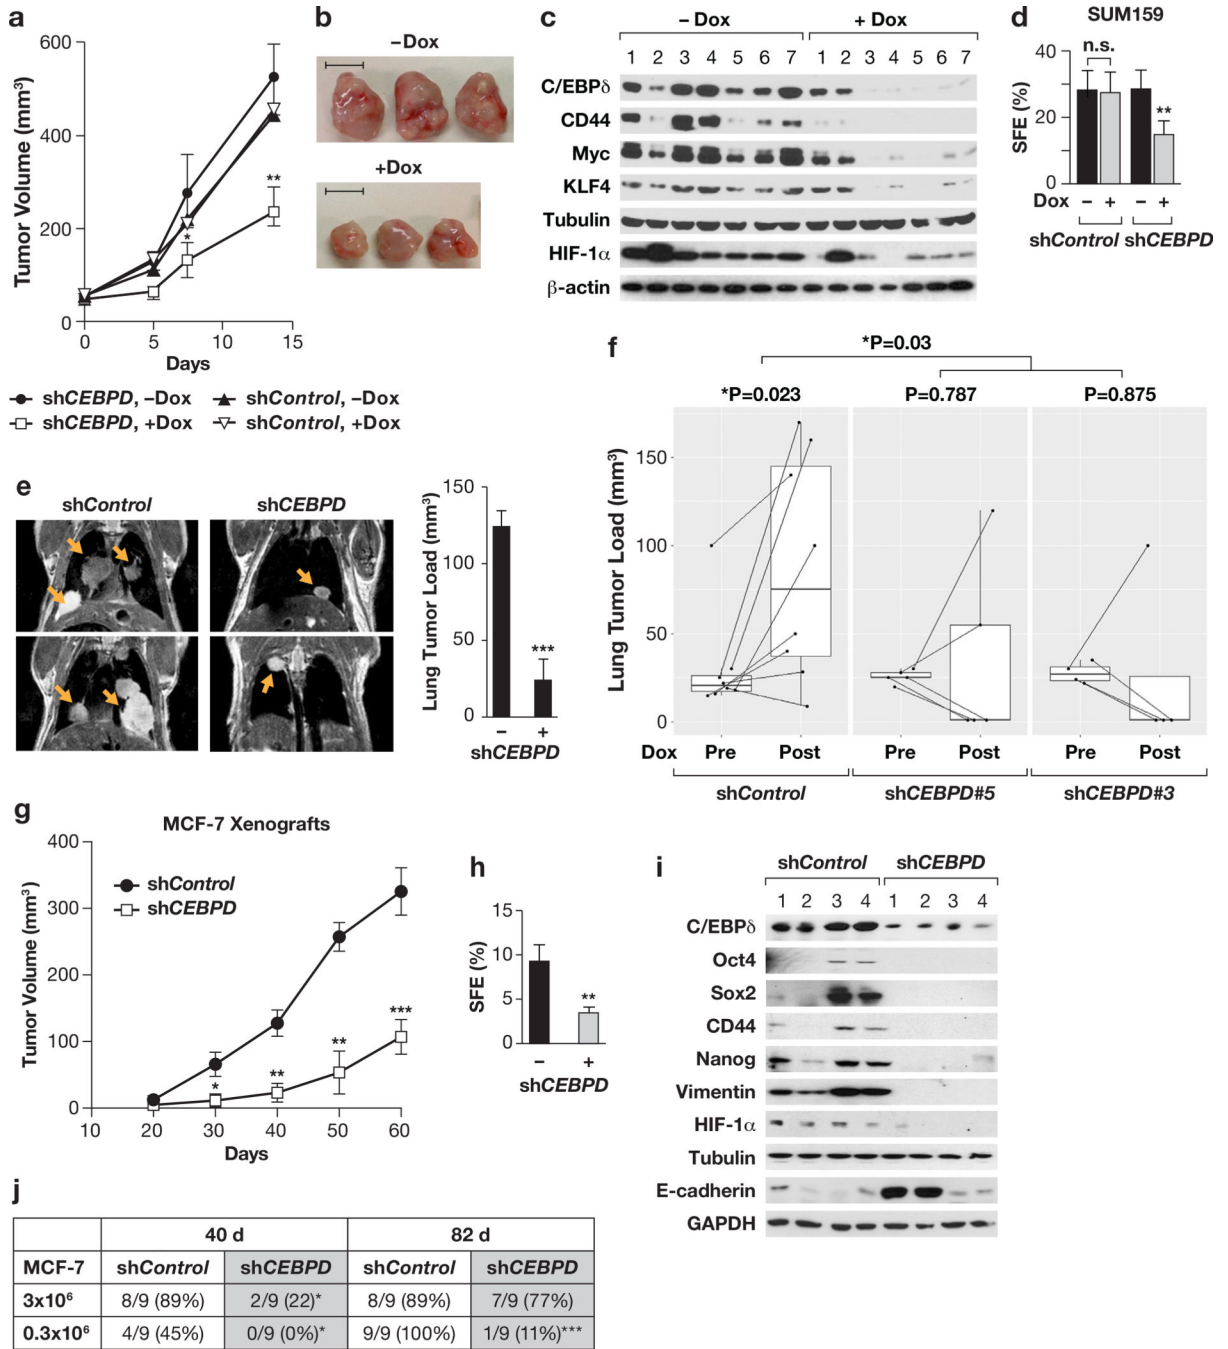 a
Tumor Volume (mm³)
600
400
200
0
0 5 10 15
Days
shCEBPD, –Dox
shControl, –Dox
shCEBPD, +Dox
shControl, +Dox
*
**
b
–Dox
+Dox
c
– Dox + Dox
1 2 3 4 5 6 7 1 2 3 4 5 6 7
C/EBPδ
CD44
Myc
KLF4
Tubulin
HIF-1α
β-actin
d
SUM159
SFE (%)
40
20
0
n.s.
**
Dox – + – +
shControl shCEBPD
e
shControl shCEBPD
Lung Tumor Load (mm³)
150
100
50
0
***
– +
shCEBPD
f
*P=0.03
*P=0.023 P=0.787 P=0.875
Lung Tumor Load (mm³)
150
100
50
0
Dox Pre Post Pre Post Pre Post
shControl shCEBPD#5 shCEBPD#3
g
MCF-7 Xenografts
Tumor Volume (mm³)
400
300
200
100
0
shControl
shCEBPD
* ** ** ***
10 20 30 40 50 60
Days
h
SFE (%)
15
10
5
0
**
– +
shCEBPD
i
shControl shCEBPD
1 2 3 4 1 2 3 4
C/EBPδ
Oct4
Sox2
CD44
Nanog
Vimentin
HIF-1α
Tubulin
E-cadherin
GAPDH
j
40 d 82 d
MCF-7 shControl shCEBPD shControl shCEBPD
3x10⁶ 8/9 (89%) 2/9 (22)* 8/9 (89%) 7/9 (77%)
0.3x10⁶ 4/9 (45%) 0/9 (0%)* 9/9 (100%) 1/9 (11%)***